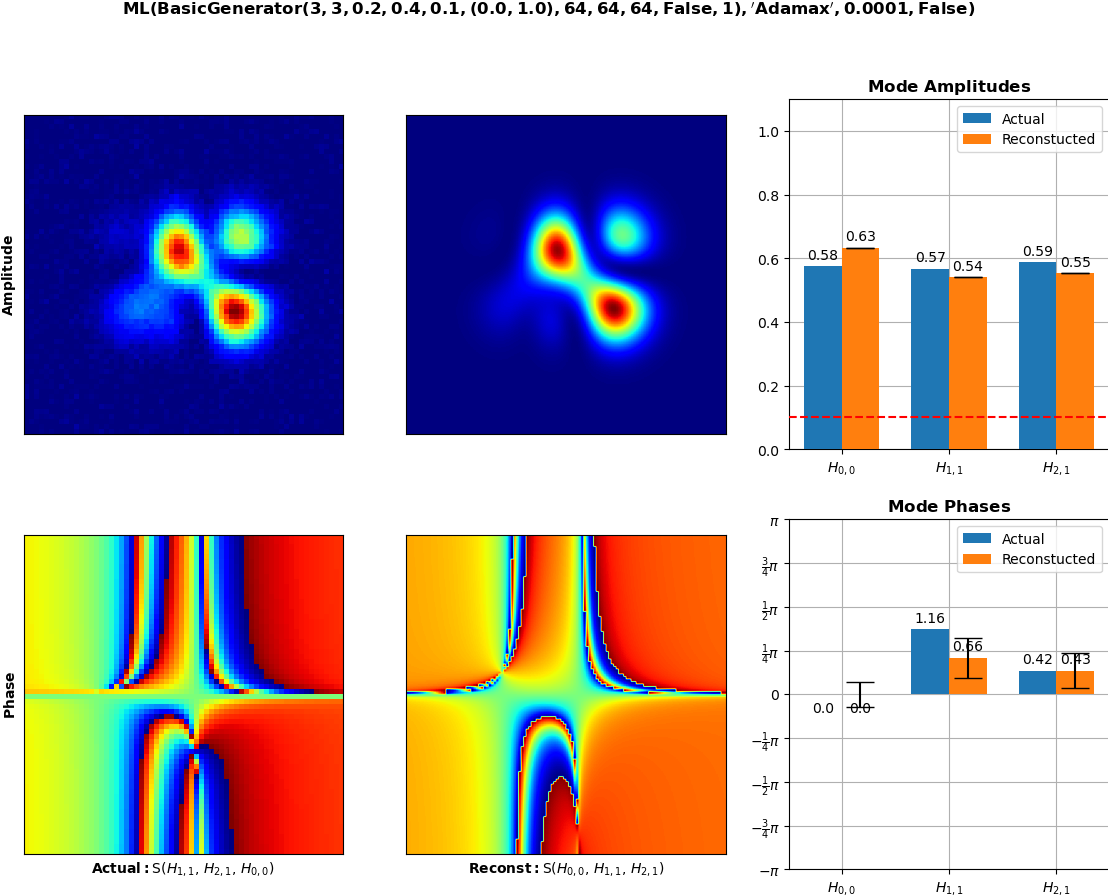 ML(BasicGenerator(3, 3, 0.2, 0.4, 0.1, (0.0, 1.0), 64, 64, 64, False, 1), ′Adamax′, 0.0001, False)
Amplitude
Mode Amplitudes
Actual
Reconstucted
1.0
0.8
0.6
0.4
0.2
0.0
0.58
0.63
0.57
0.54
0.59
0.55
H0,0
H1,1
H2,1
Phase
Actual: S(H1,1, H2,1, H0,0)
Reconst: S(H0,0, H1,1, H2,1)
Mode Phases
Actual
Reconstucted
π
3/4π
1/2π
1/4π
0
−1/4π
−1/2π
−3/4π
−π
0.0
0.0
1.16
0.66
0.42
0.43
H0,0
H1,1
H2,1